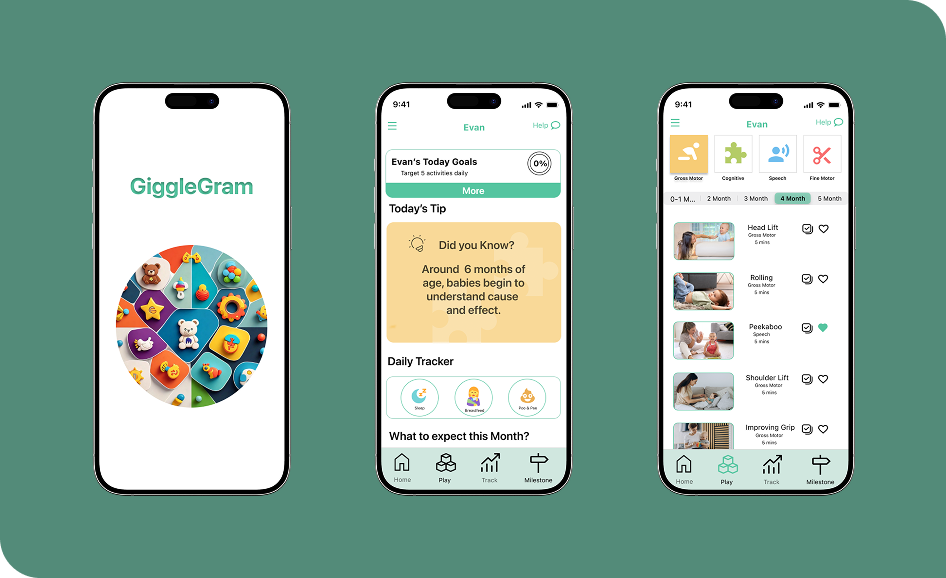 GiggleGram
9:41
Evan
Help
Evan's Today Goals
Target 5 activities daily
0%
More
Today's Tip
Did you Know?
Around 6 months of
age, babies begin to
understand cause
and effect.
Daily Tracker
Sleep
Breastfeed
Poo & Pee
What to expect this Month?
Home
Play
Track
Milestone
9:41
Evan
Help
Gross Motor
Cognitive
Speech
Fine Motor
0-1 M...
2 Month
3 Month
4 Month
5 Month
Head Lift
Gross Motor
5 mins
Rolling
Gross Motor
5 mins
Peekaboo
Speech
5 mins
Shoulder Lift
Gross Motor
5 mins
Improving Grip
Gross Motor
5 mins
Home
Play
Track
Milestone